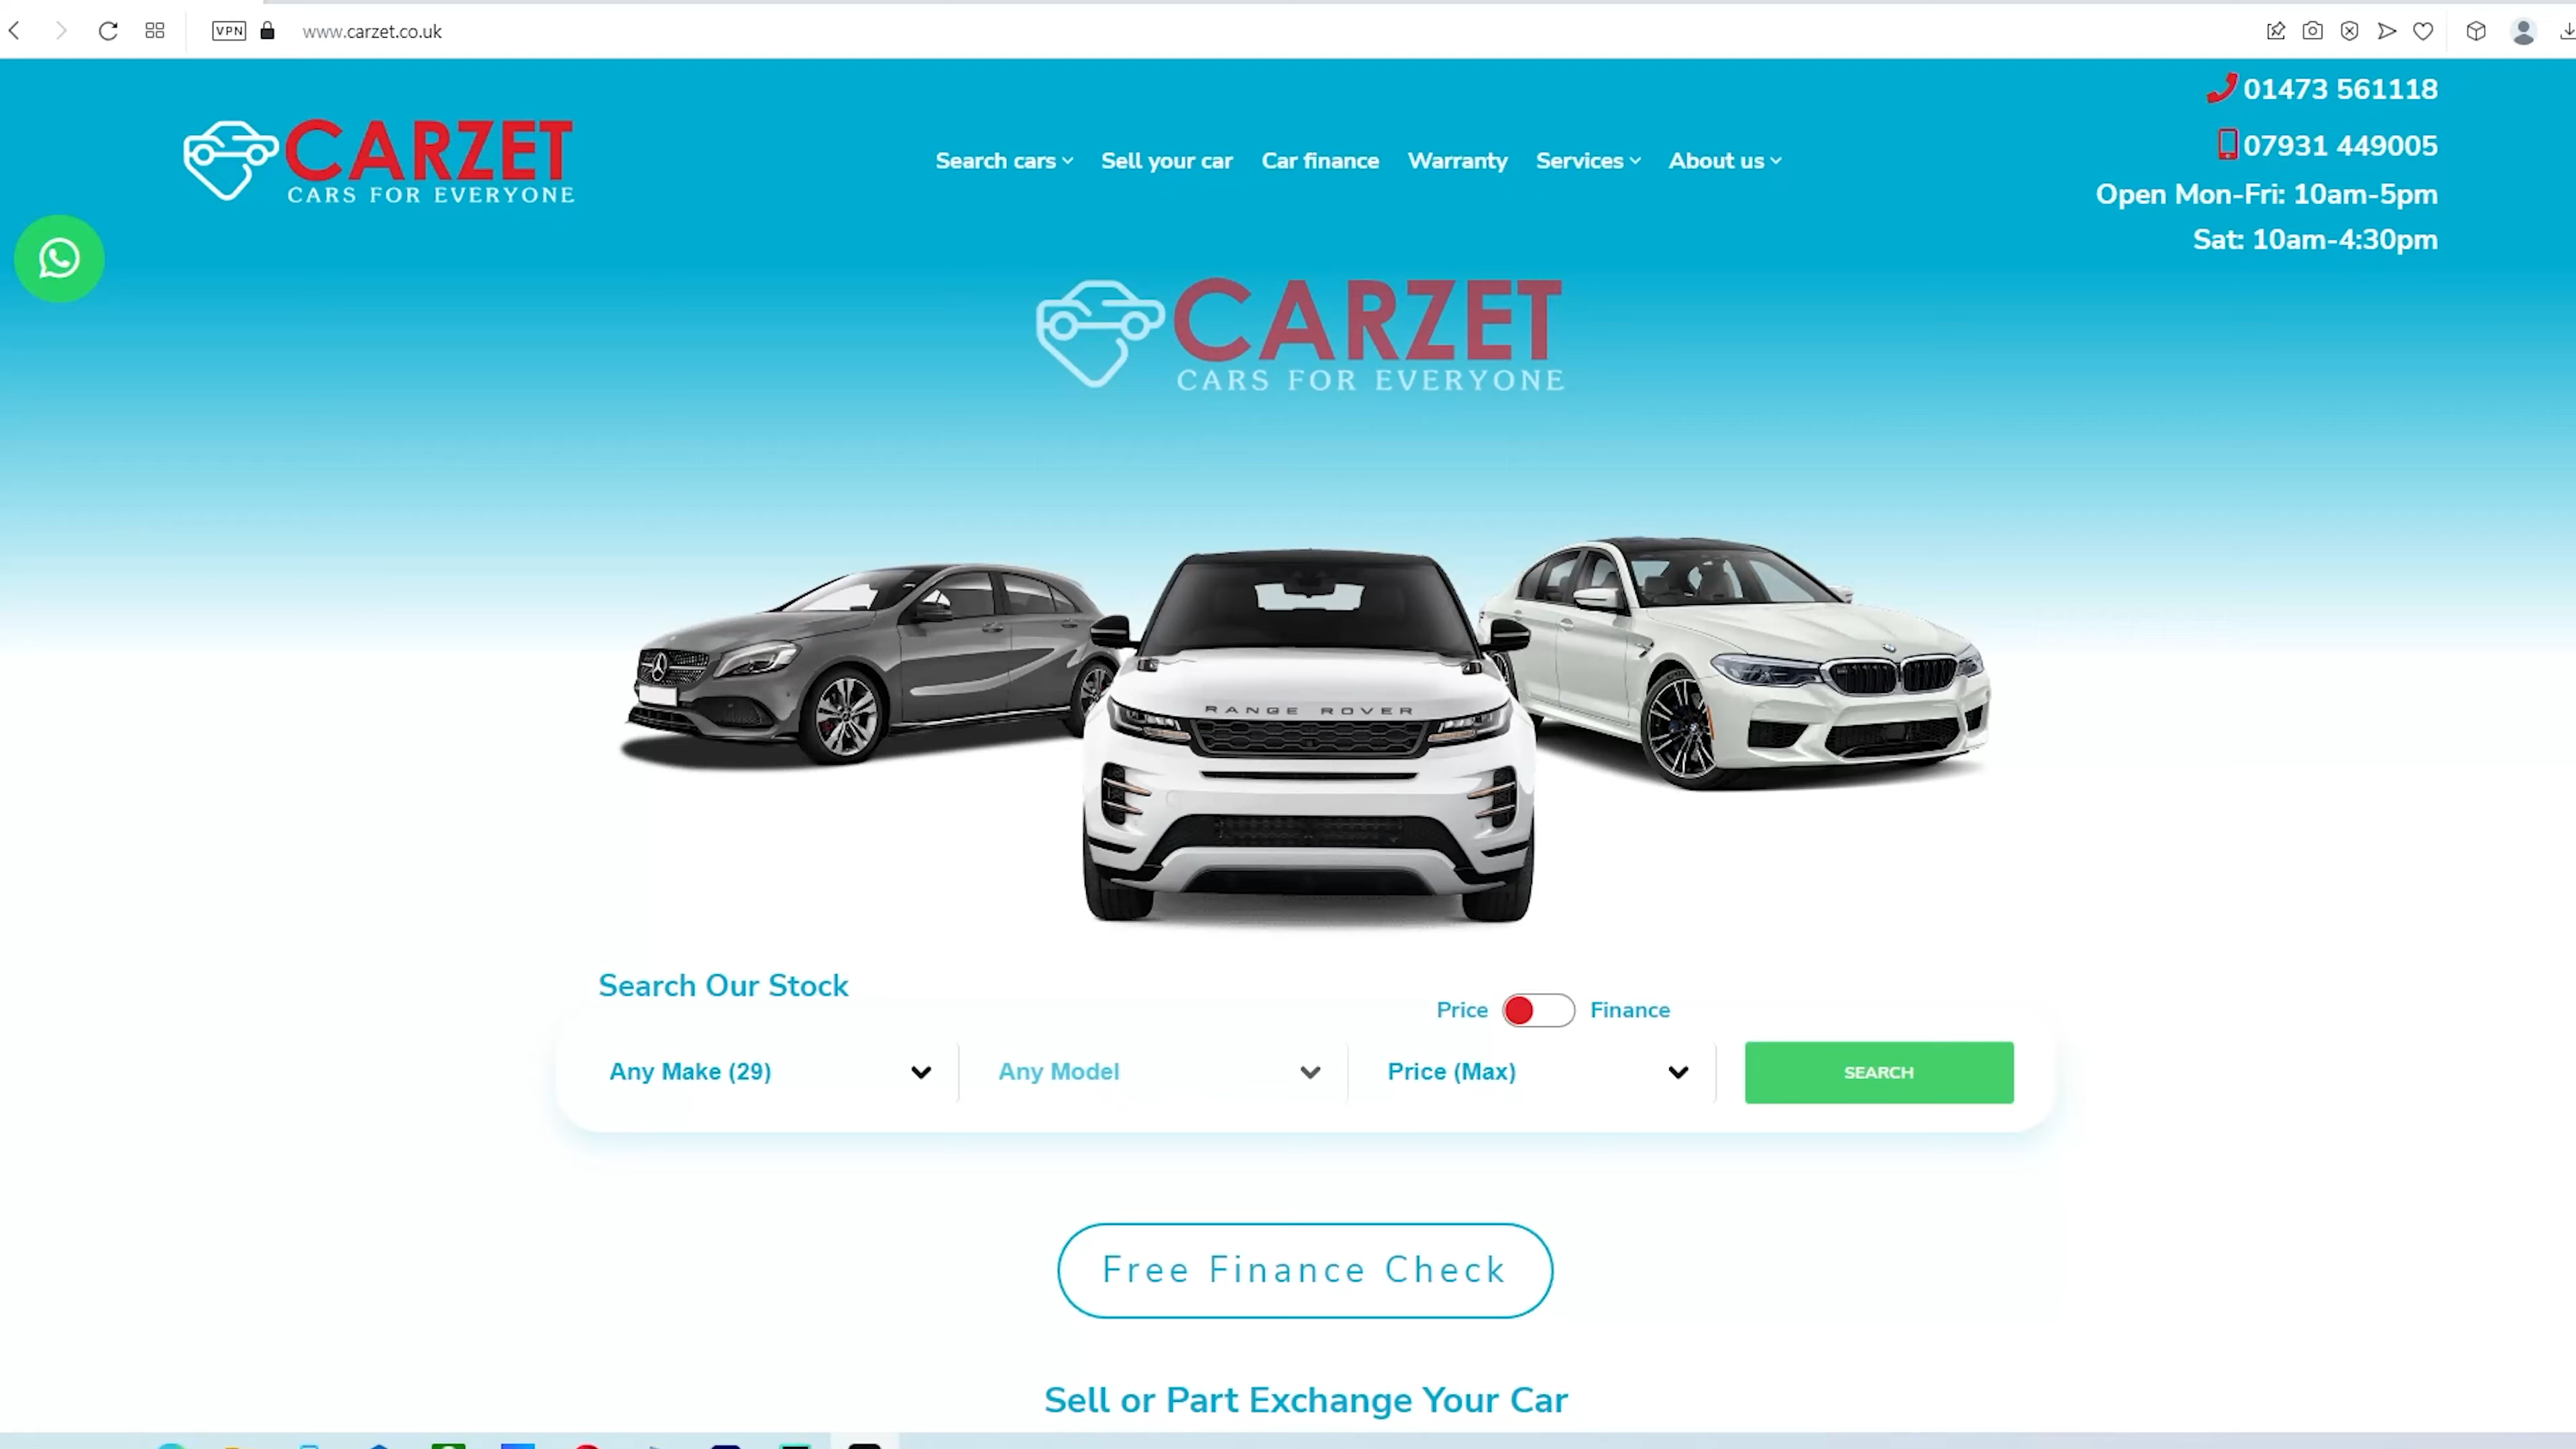 VPN
www.carzet.co.uk
01473 561118
CARZET
CARS FOR EVERYONE
Search cars
Sell your car
Car finance
Warranty
Services
About us
07931 449005
Open Mon-Fri: 10am-5pm
Sat: 10am-4:30pm
CARZET
CARS FOR EVERYONE
RANGE ROVER
Search Our Stock
Price
Finance
Any Make (29)
Any Model
Price (Max)
SEARCH
Free Finance Check
Sell or Part Exchange Your Car